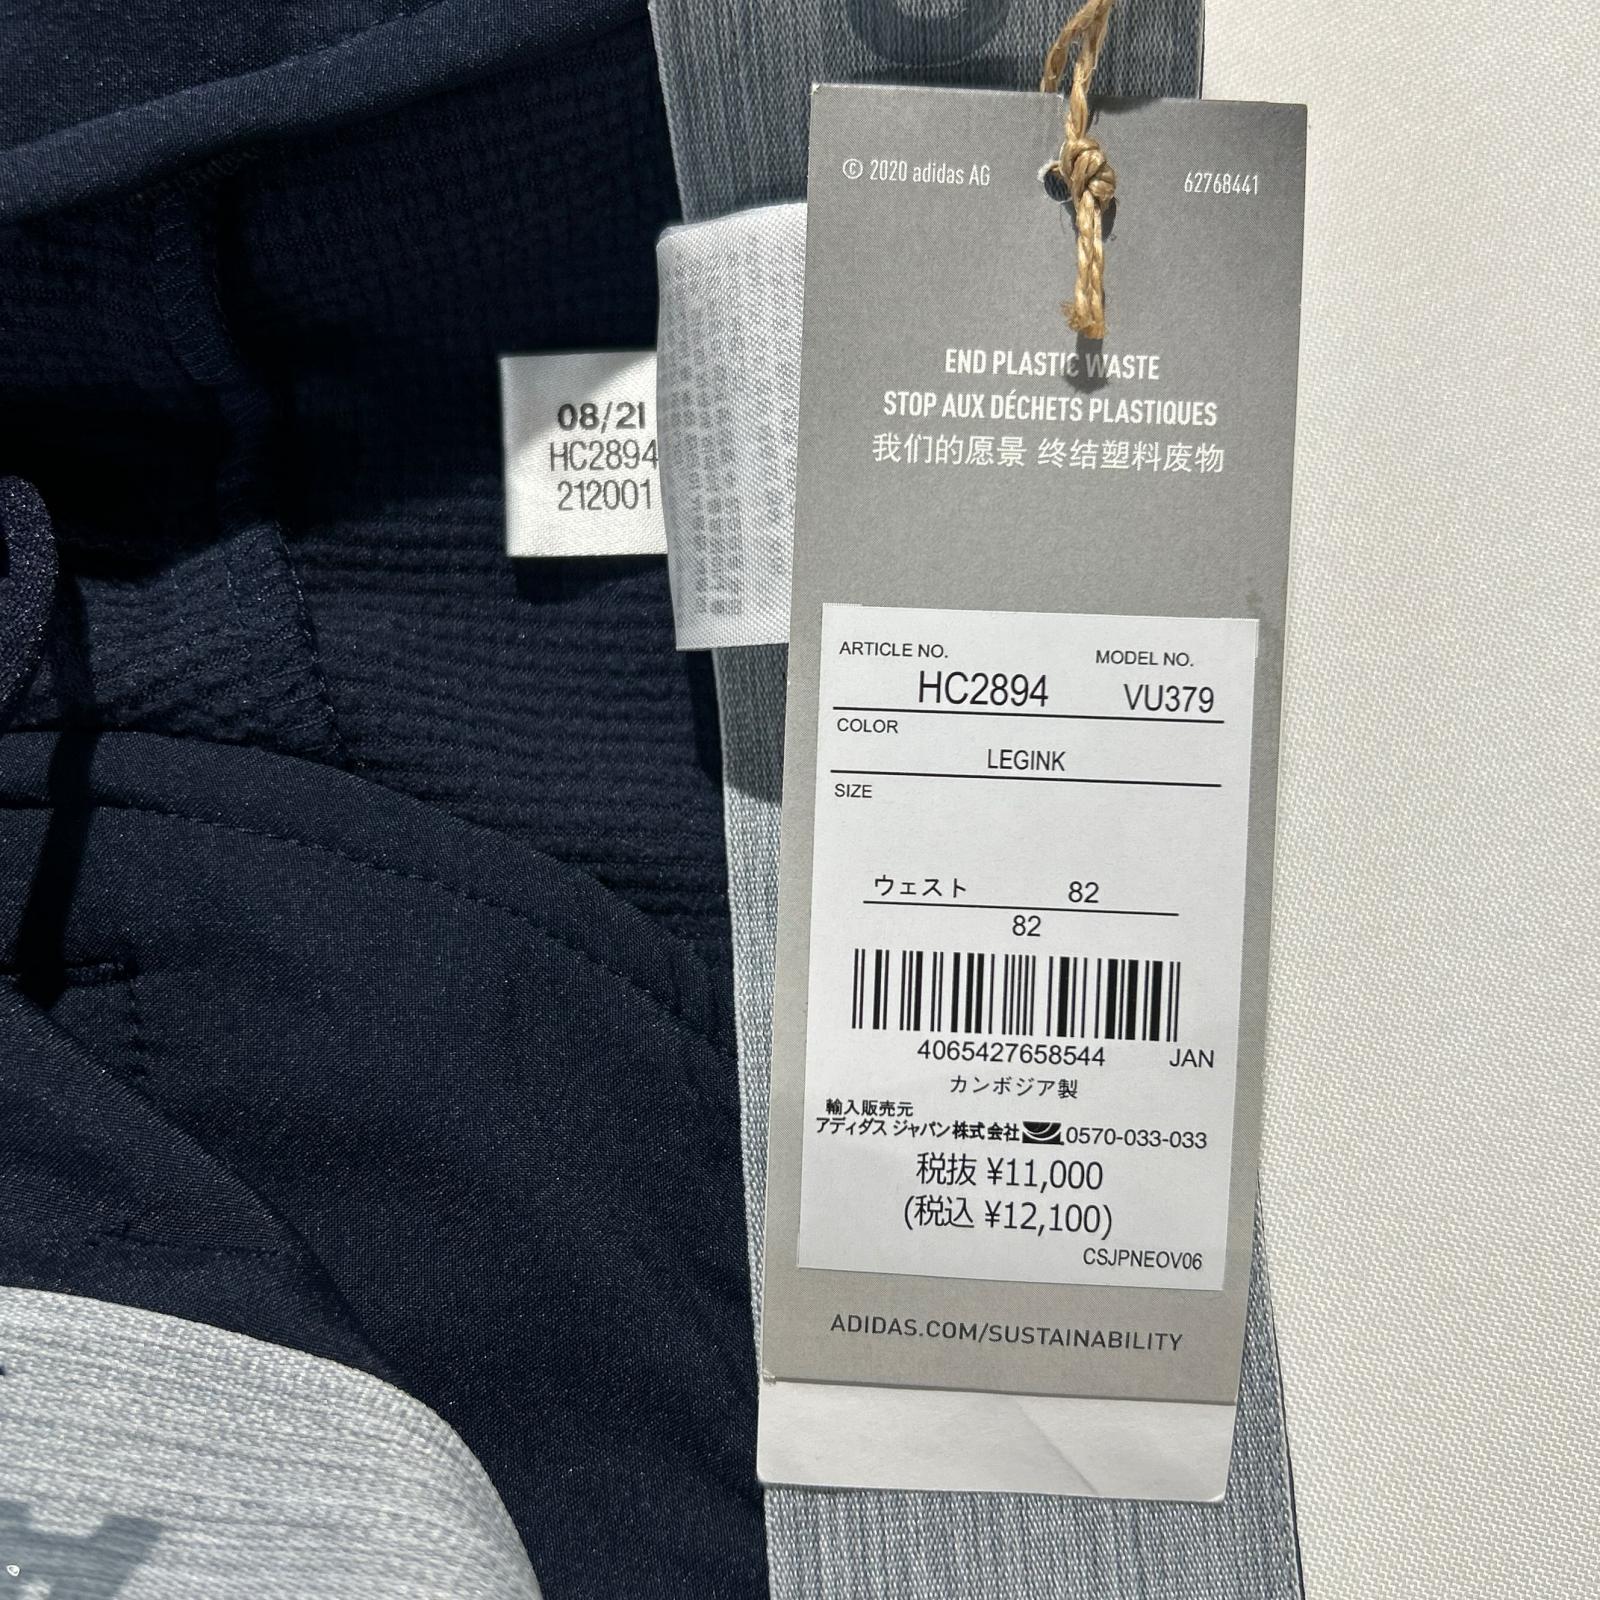 © 2020 adidas AG
62768441
END PLASTIC WASTE
STOP AUX DÉCHETS PLASTIQUES
我们的愿景 终结塑料废物
08/21
HC2894
212001
ARTICLE NO.
MODEL NO.
HC2894
VU379
COLOR
LEGINK
SIZE
ウェスト 82
82
4065427658544 JAN
カンボジア製
輸入販売元
アディダス ジャパン株式会社 0570-033-033
税抜 ¥11,000
(税込 ¥12,100)
CSJPNEOV06
ADIDAS.COM/SUSTAINABILITY